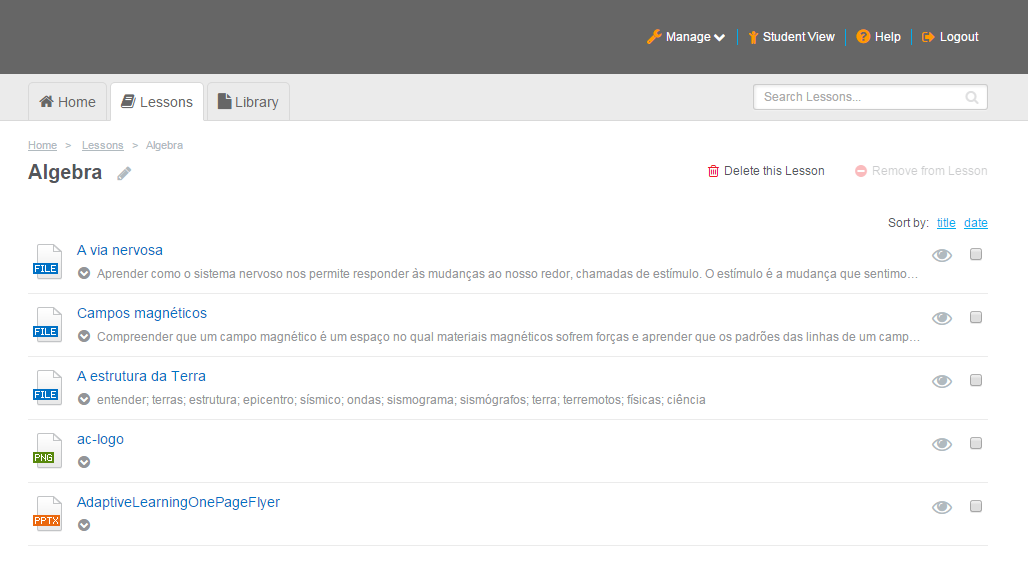 Manage Student View Help Logout
Home Lessons Library Search Lessons...
Home > Lessons > Algebra
Algebra Delete this Lesson Remove from Lesson
Sort by: title date
A via nervosa
FILE
Aprender como o sistema nervoso nos permite responder às mudanças ao nosso redor, chamadas de estímulo. O estímulo é a mudança que sentimo...
Campos magnéticos
FILE
Compreender que um campo magnético é um espaço no qual materiais magnéticos sofrem forças e aprender que os padrões das linhas de um camp...
A estrutura da Terra
FILE
entender; terras; estrutura; epicentro; sísmico; ondas; sismograma; sismógrafos; terra; terremotos; físicas; ciência
ac-logo
PNG
AdaptiveLearningOnePageFlyer
PPTX